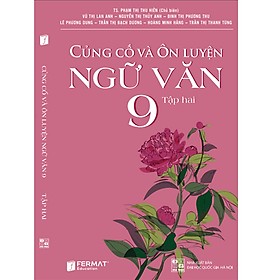 TS. PHẠM THỊ THU HIỀN (Chủ biên)
VŨ THỊ LAN ANH – NGUYỄN THỊ THÚY ANH – ĐINH THỊ PHƯƠNG THU
LÊ PHƯƠNG DUNG – TRẦN THỊ BẠCH DƯƠNG – HOÀNG MINH HẰNG – TRẦN THỊ THANH TÙNG
CỦNG CỐ VÀ ÔN LUYỆN
NGỮ VĂN
9
Tập hai
FERMAT
Education
NHÀ XUẤT BẢN
ĐẠI HỌC QUỐC GIA HÀ NỘI
CỦNG CỐ VÀ ÔN LUYỆN NGỮ VĂN 9
TẬP HAI